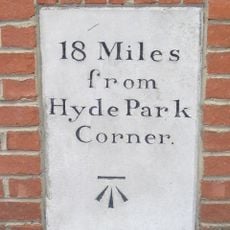 18 Miles
from
Hyde Park
Corner.